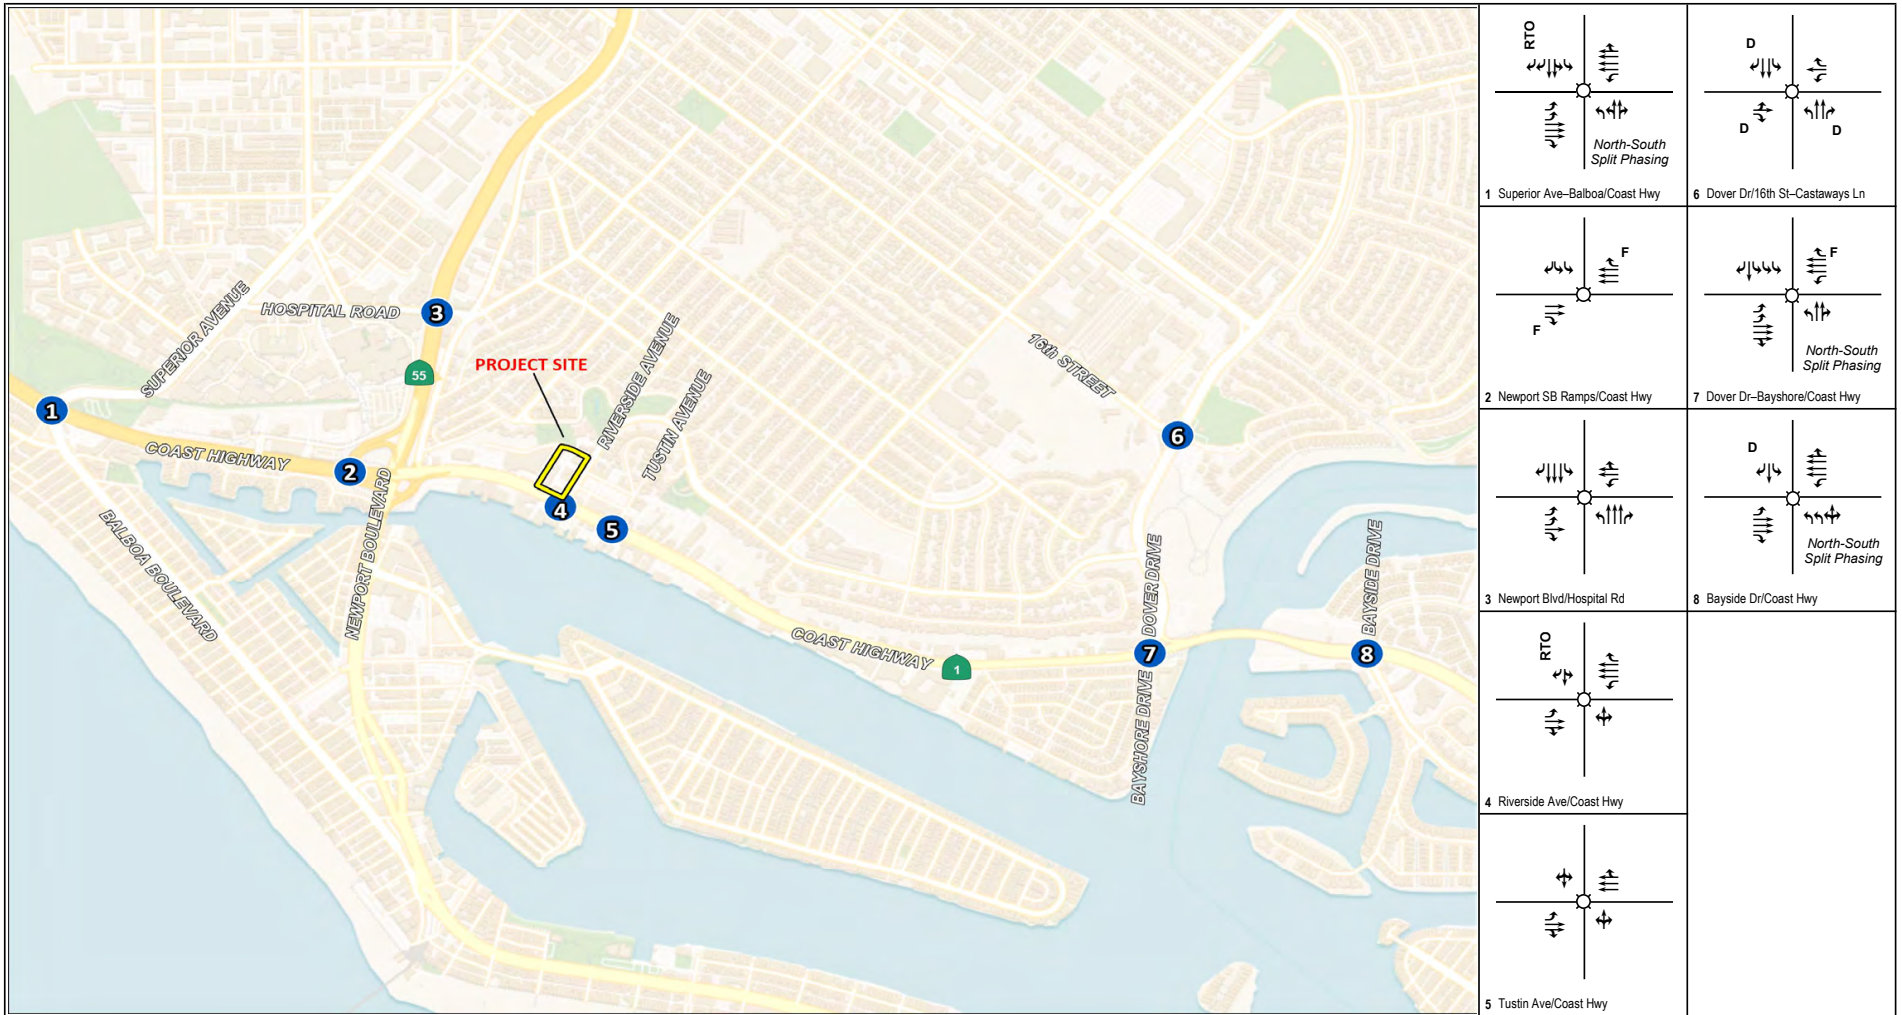 HOSPITAL ROAD
3
SUPERIOR AVENUE
55
PROJECT SITE
RIVERSIDE AVENUE
TUSTIN AVENUE
16th STREET
1
6
COAST HIGHWAY
2
4
5
NEWPORT BOULEVARD
BALBOA BOULEVARD
DOVER DRIVE
BAYSIDE DRIVE
COAST HIGHWAY
1
7
8
BAYSHORE DRIVE
RTO
North-South
Split Phasing
1 Superior Ave–Balboa/Coast Hwy
F
F
2 Newport SB Ramps/Coast Hwy
3 Newport Blvd/Hospital Rd
RTO
4 Riverside Ave/Coast Hwy
5 Tustin Ave/Coast Hwy
D
D
D
6 Dover Dr/16th St–Castaways Ln
F
North-South
Split Phasing
7 Dover Dr–Bayshore/Coast Hwy
D
North-South
Split Phasing
8 Bayside Dr/Coast Hwy